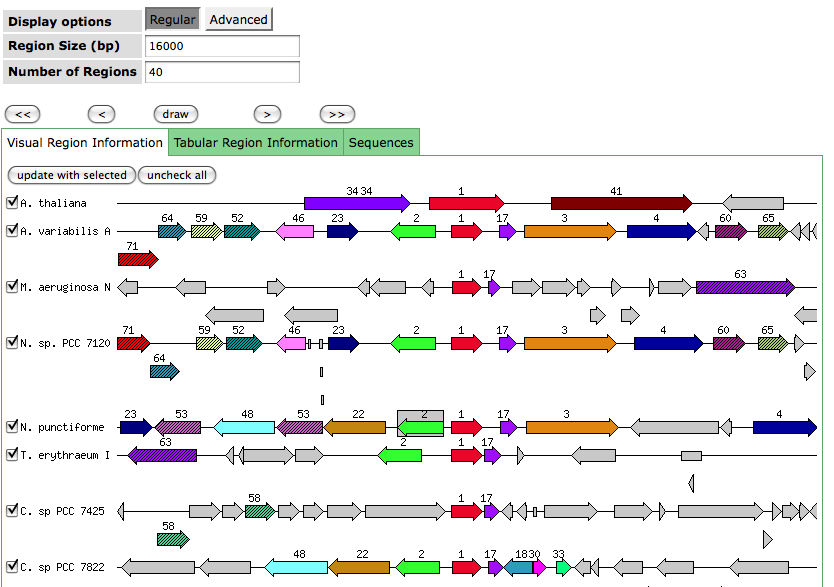 Display options Regular Advanced
Region Size (bp) 16000
Number of Regions 40
<< < draw > >>
Visual Region Information Tabular Region Information Sequences
update with selected uncheck all
34 34 1 41
A. thaliana
64 59 52 46 23 2 1 17 3 4 60 65
A. variabilis A
71
1 17 63
M. aeruginosa N
71 59 52 46 23 2 1 17 3 4 60 65
N. sp. PCC 7120
64
23 53 48 53 22 2 1 17 3 4
N. punctiforme
63 2 1 17
T. erythraeum I
58 1 17
C. sp PCC 7425
58
48 22 2 1 17 18 30 33
C. sp PCC 7822